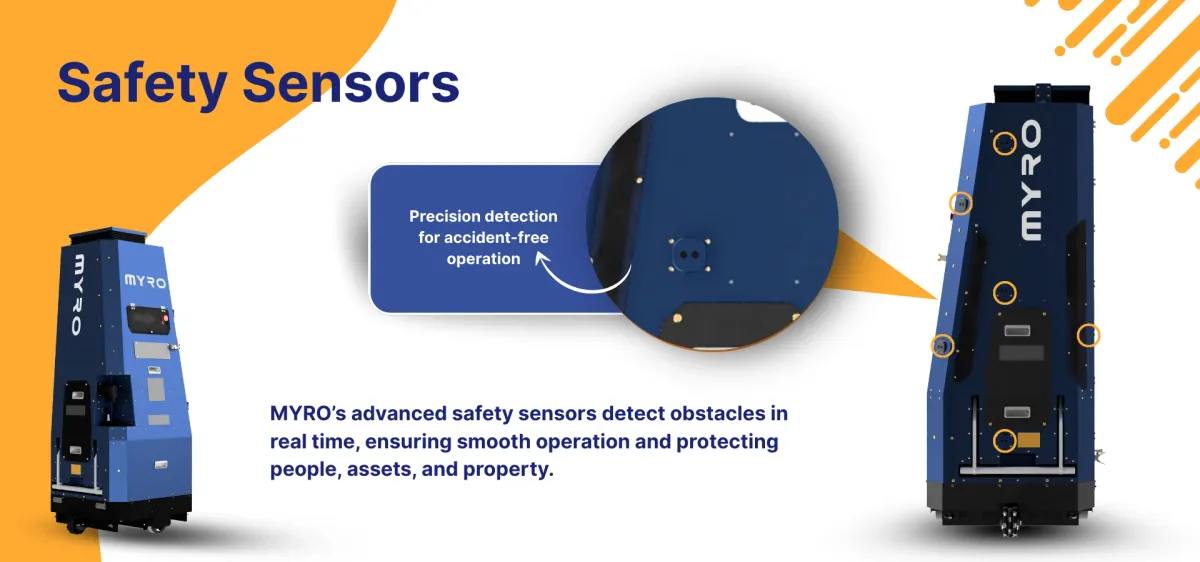 Safety Sensors
Precision detection
for accident-free
operation
MYRO
MYRO
MYRO
MYRO’s advanced safety sensors detect obstacles in
real time, ensuring smooth operation and protecting
people, assets, and property.